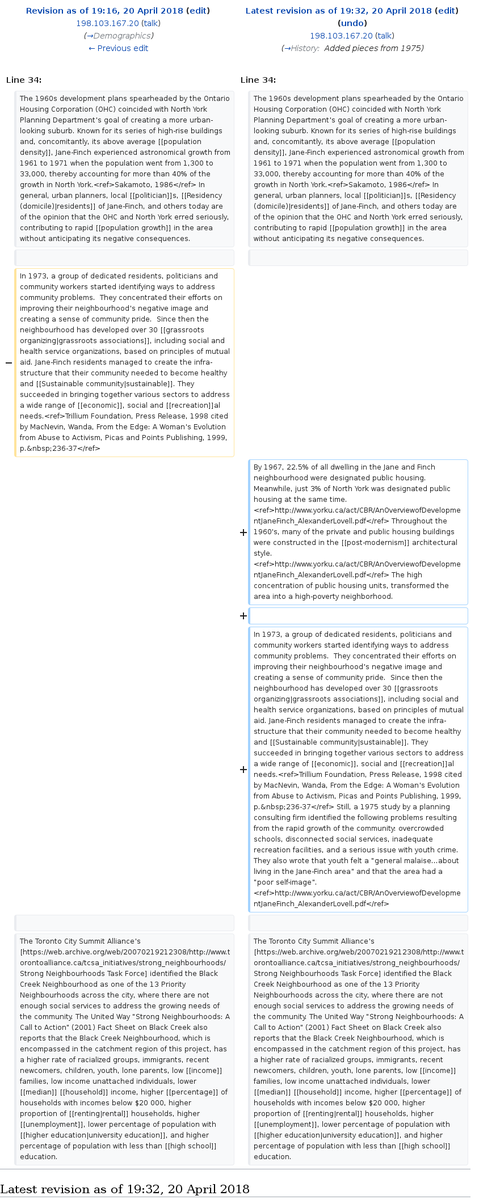 Revision as of 19:16, 20 April 2018 (edit)
198.103.167.20 (talk)
(→Demographics)
← Previous edit
Latest revision as of 19:32, 20 April 2018 (edit)
(undo)
198.103.167.20 (talk)
(→History: Added pieces from 1975)
Line 34:
Line 34:
The 1960s development plans spearheaded by the Ontario
Housing Corporation (OHC) coincided with North York
Planning Department's goal of creating a more urban-
looking suburb. Known for its series of high-rise buildings
and, concomitantly, its above average [[population
density]], Jane-Finch experienced astronomical growth from
1961 to 1971 when the population went from 1,300 to
33,000, thereby accounting for more than 40% of the
growth in North York.<ref>Sakamoto, 1986</ref> In
general, urban planners, local [[politician]]s, [[Residency
(domicile)|residents]] of Jane-Finch, and others today are
of the opinion that the OHC and North York erred seriously,
contributing to rapid [[population growth]] in the area
without anticipating its negative consequences.
The 1960s development plans spearheaded by the Ontario
Housing Corporation (OHC) coincided with North York
Planning Department's goal of creating a more urban-
looking suburb. Known for its series of high-rise buildings
and, concomitantly, its above average [[population
density]], Jane-Finch experienced astronomical growth from
1961 to 1971 when the population went from 1,300 to
33,000, thereby accounting for more than 40% of the
growth in North York.<ref>Sakamoto, 1986</ref> In
general, urban planners, local [[politician]]s, [[Residency
(domicile)|residents]] of Jane-Finch, and others today are
of the opinion that the OHC and North York erred seriously,
contributing to rapid [[population growth]] in the area
without anticipating its negative consequences.
−
In 1973, a group of dedicated residents, politicians and
community workers started identifying ways to address
community problems.  They concentrated their efforts on
improving their neighbourhood's negative image and
creating a sense of community pride.  Since then the
neighbourhood has developed over 30 [[grassroots
organizing|grassroots associations]], including social and
health service organizations, based on principles of mutual
aid. Jane-Finch residents managed to create the infra-
structure that their community needed to become healthy
and [[Sustainable community|sustainable]]. They
succeeded in bringing together various sectors to address
a wide range of [[economic]], social and [[recreation]]al
needs.<ref>Trillium Foundation, Press Release, 1998 cited
by MacNevin, Wanda, From the Edge: A Woman's Evolution
from Abuse to Activism, Picas and Points Publishing, 1999,
p.&nbsp;236-37</ref>
+
By 1967, 22.5% of all dwelling in the Jane and Finch
neighbourhood were designated public housing.
Meanwhile, just 3% of North York was designated public
housing at the same time.
<ref>http://www.yorku.ca/act/CBR/AnOverviewofDevelopme
ntJaneFinch_AlexanderLovell.pdf</ref> Throughout the
1960's, many of the private and public housing buildings
were constructed in the [[post-modernism]] architectural
style.
<ref>http://www.yorku.ca/act/CBR/AnOverviewofDevelopme
ntJaneFinch_AlexanderLovell.pdf</ref> The high
concentration of public housing units, transformed the
area into a high-poverty neighborhood.
+
+
In 1973, a group of dedicated residents, politicians and
community workers started identifying ways to address
community problems.  They concentrated their efforts on
improving their neighbourhood's negative image and
creating a sense of community pride.  Since then the
neighbourhood has developed over 30 [[grassroots
organizing|grassroots associations]], including social and
health service organizations, based on principles of mutual
aid. Jane-Finch residents managed to create the infra-
structure that their community needed to become healthy
and [[Sustainable community|sustainable]]. They
succeeded in bringing together various sectors to address
a wide range of [[economic]], social and [[recreation]]al
needs.<ref>Trillium Foundation, Press Release, 1998 cited
by MacNevin, Wanda, From the Edge: A Woman's Evolution
from Abuse to Activism, Picas and Points Publishing, 1999,
p.&nbsp;236-37</ref> Still, a 1975 study by a planning
consulting firm identified the following problems resulting
from the rapid growth of the community: overcrowded
schools, disconnected social services, inadequate
recreation facilities, and a serious issue with youth crime.
They also wrote that youth felt a "general malaise...about
living in the Jane-Finch area" and that the area had a
"poor self-image".
<ref>http://www.yorku.ca/act/CBR/AnOverviewofDevelopme
ntJaneFinch_AlexanderLovell.pdf</ref>
The Toronto City Summit Alliance's
[https://web.archive.org/web/20070219212308/http://www.t
orontoalliance.ca/tcsa_initiatives/strong_neighbourhoods/
Strong Neighbourhoods Task Force] identified the Black
Creek Neighbourhood as one of the 13 Priority
Neighbourhoods across the city, where there are not
enough social services to address the growing needs of
the community. The United Way "Strong Neighbourhoods: A
Call to Action" (2001) Fact Sheet on Black Creek also
reports that the Black Creek Neighbourhood, which is
encompassed in the catchment region of this project, has
a higher rate of racialized groups, immigrants, recent
newcomers, children, youth, lone parents, low [[income]]
families, low income unattached individuals, lower
[[median]] [[household]] income, higher [[percentage]] of
households with incomes below $20 000, higher
proportion of [[renting|rental]] households, higher
[[unemployment]], lower percentage of population with
[[higher education|university education]], and higher
percentage of population with less than [[high school]]
education.
The Toronto City Summit Alliance's
[https://web.archive.org/web/20070219212308/http://www.t
orontoalliance.ca/tcsa_initiatives/strong_neighbourhoods/
Strong Neighbourhoods Task Force] identified the Black
Creek Neighbourhood as one of the 13 Priority
Neighbourhoods across the city, where there are not
enough social services to address the growing needs of
the community. The United Way "Strong Neighbourhoods: A
Call to Action" (2001) Fact Sheet on Black Creek also
reports that the Black Creek Neighbourhood, which is
encompassed in the catchment region of this project, has
a higher rate of racialized groups, immigrants, recent
newcomers, children, youth, lone parents, low [[income]]
families, low income unattached individuals, lower
[[median]] [[household]] income, higher [[percentage]] of
households with incomes below $20 000, higher
proportion of [[renting|rental]] households, higher
[[unemployment]], lower percentage of population with
[[higher education|university education]], and higher
percentage of population with less than [[high school]]
education.
Latest revision as of 19:32, 20 April 2018